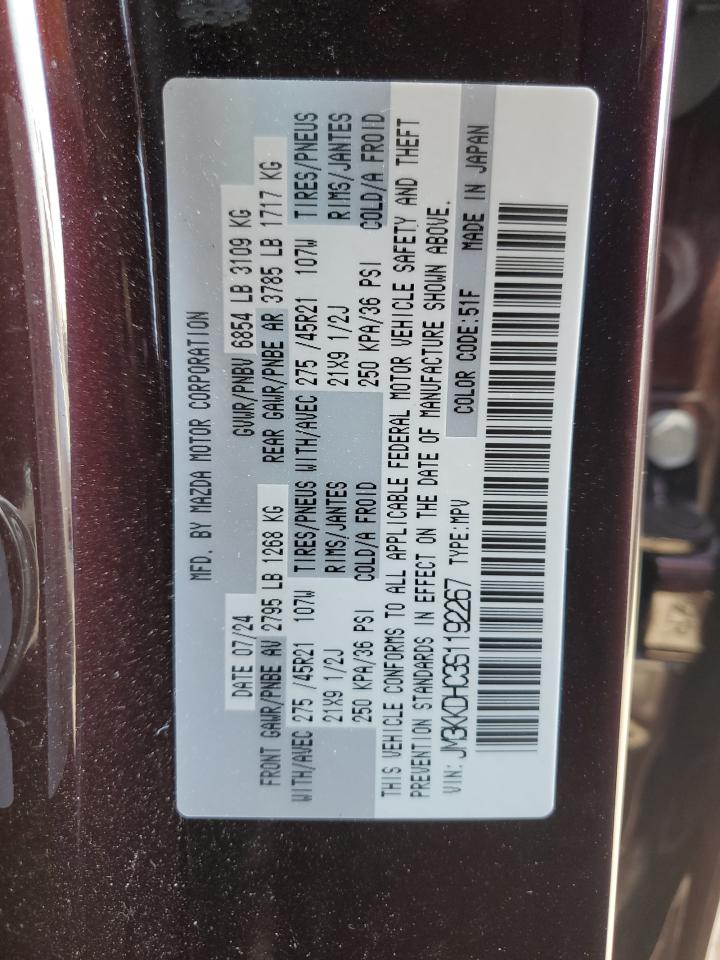 MFD. BY MAZDA MOTOR CORPORATION
DATE 07/24 GVWR/PNBV 6854 LB 3109 KG
FRONT GAWR/PNBE AV 2795 LB 1268 KG REAR GAWR/PNBE AR 3785 LB 1717 KG
WITH/AVEC 275 /45R21 107W TIRES/PNEUS WITH/AVEC 275 /45R21 107W TIRES/PNEUS
21X9 1/2J RIMS/JANTES 21X9 1/2J RIMS/JANTES
250 KPA/36 PSI COLD/A FROID 250 KPA/36 PSI COLD/A FROID
THIS VEHICLE CONFORMS TO ALL APPLICABLE FEDERAL MOTOR VEHICLE SAFETY AND THEFT
PREVENTION STANDARDS IN EFFECT ON THE DATE OF MANUFACTURE SHOWN ABOVE.
VIN: JM3KKDHC3S1192267 TYPE:MPV COLOR CODE:51F MADE IN JAPAN